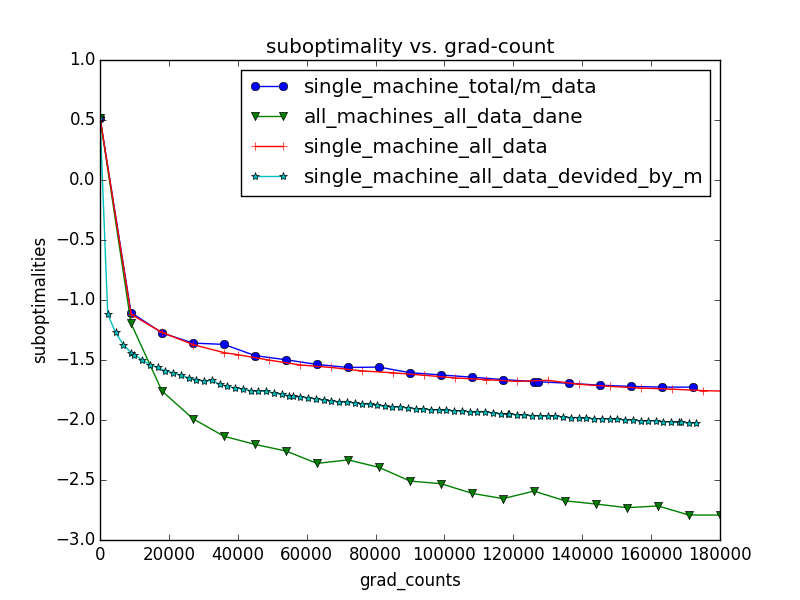 suboptimality vs. grad-count
single_machine_total/m_data
all_machines_all_data_dane
single_machine_all_data
single_machine_all_data_devided_by_m
suboptimalities
1.0
0.5
0.0
−0.5
−1.0
−1.5
−2.0
−2.5
−3.0
0 20000 40000 60000 80000 100000 120000 140000 160000 180000
grad_counts